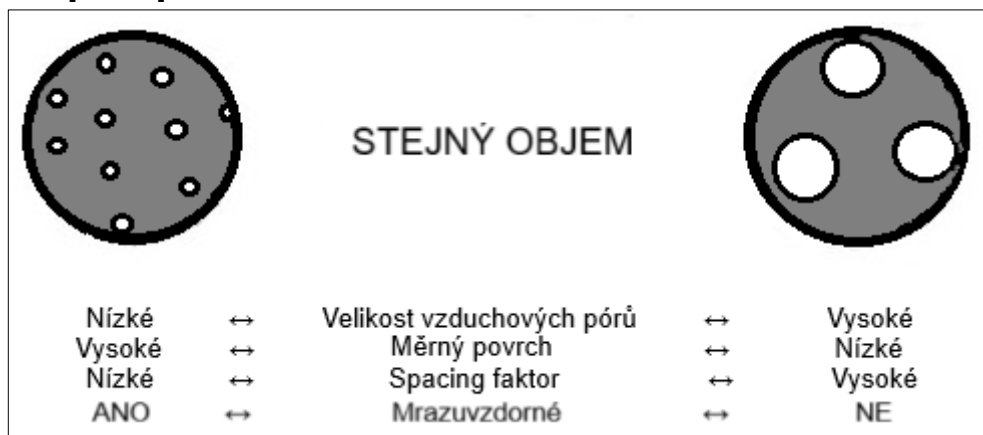 STEJNÝ OBJEM
Nízké ↔ Velikost vzduchových pórů ↔ Vysoké
Vysoké ↔ Měrný povrch ↔ Nízké
Nízké ↔ Spacing faktor ↔ Vysoké
ANO ↔ Mrazuvzdorné ↔ NE